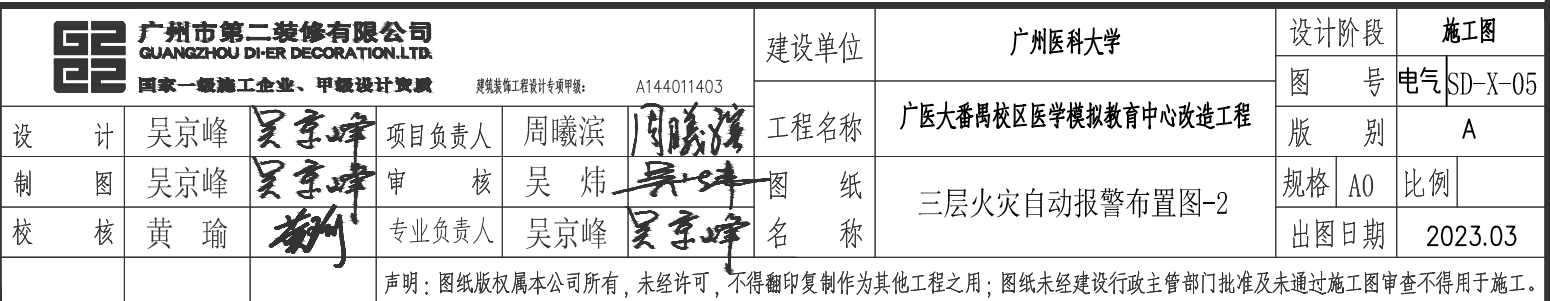 广州市第二装修有限公司
GUANGZHOU DI-ER DECORATION.LTD.
国家一级施工企业、甲级设计资质 建筑装饰工程设计专项甲级: A144011403
建设单位 广州医科大学
设计阶段 施工图
图 号 电气 SD-X-05
设 计 吴京峰 吴京峰 项目负责人 周曦滨 周曦滨
工程名称 广医大番禺校区医学模拟教育中心改造工程
版 别 A
制 图 吴京峰 吴京峰 审 核 吴 炜 吴炜
图 纸 名 称 三层火灾自动报警布置图-2
规格 A0 比例
校 核 黄 瑜 黄瑜 专业负责人 吴京峰 吴京峰
出图日期 2023.03
声明: 图纸版权属本公司所有, 未经许可, 不得翻印复制作为其他工程之用; 图纸未经建设行政主管部门批准及未通过施工图审查不得用于施工。